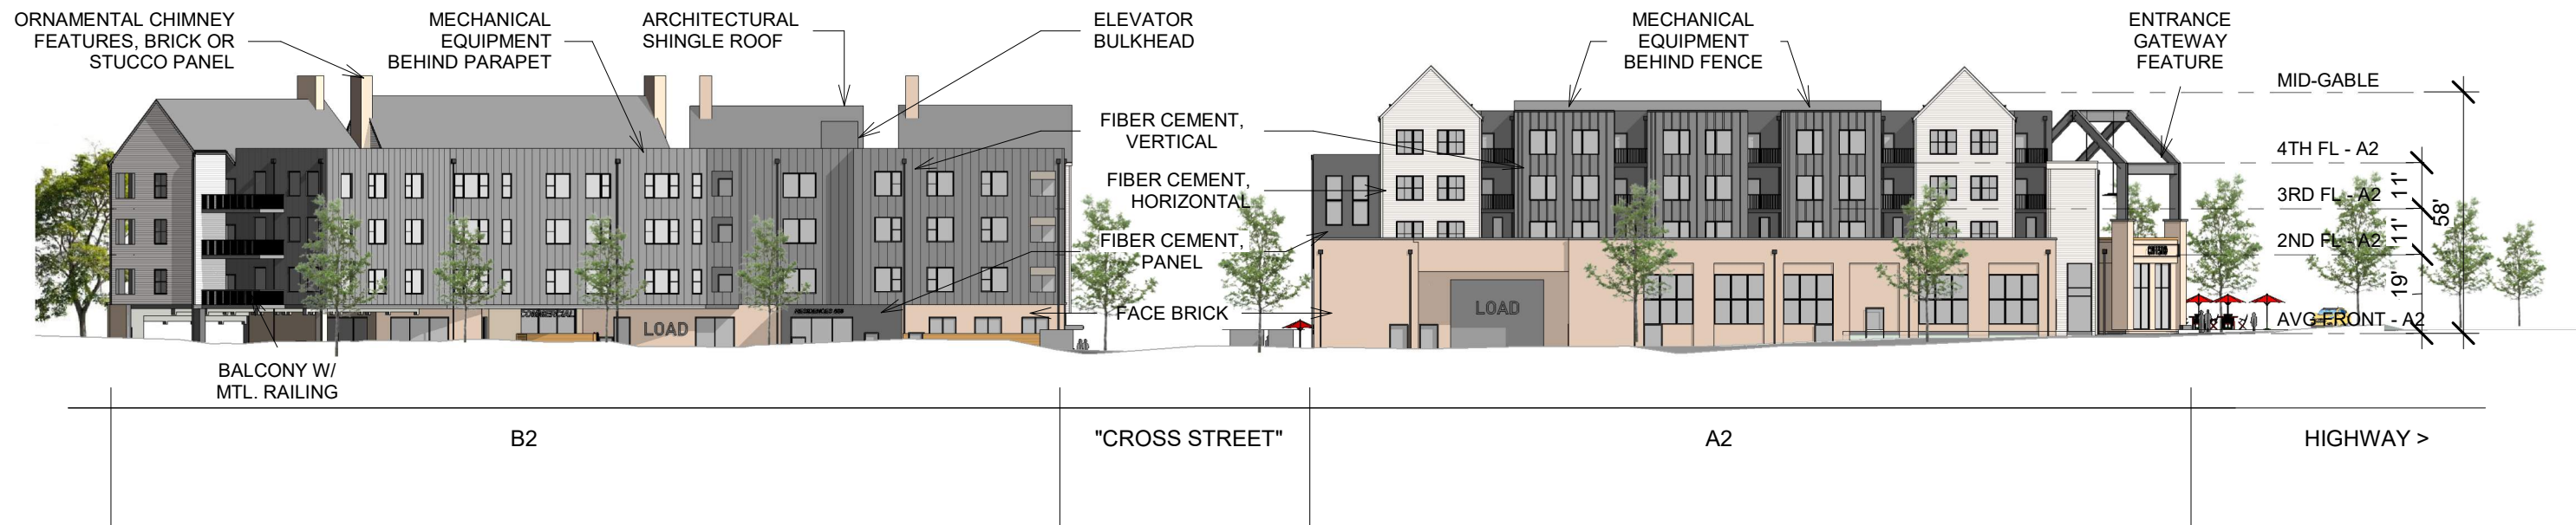 ORNAMENTAL CHIMNEY
FEATURES, BRICK OR
STUCCO PANEL
MECHANICAL
EQUIPMENT
BEHIND PARAPET
ARCHITECTURAL
SHINGLE ROOF
ELEVATOR
BULKHEAD
MECHANICAL
EQUIPMENT
BEHIND FENCE
ENTRANCE
GATEWAY
FEATURE
MID-GABLE
FIBER CEMENT,
VERTICAL
4TH FL - A2
FIBER CEMENT,
HORIZONTAL
11'
3RD FL - A2
58'
FIBER CEMENT,
PANEL
11'
2ND FL - A2
19'
COMMERCIAL
LOAD
FACE BRICK
LOAD
AVG FRONT - A2
BALCONY W/
MTL. RAILING
B2
"CROSS STREET"
A2
HIGHWAY >